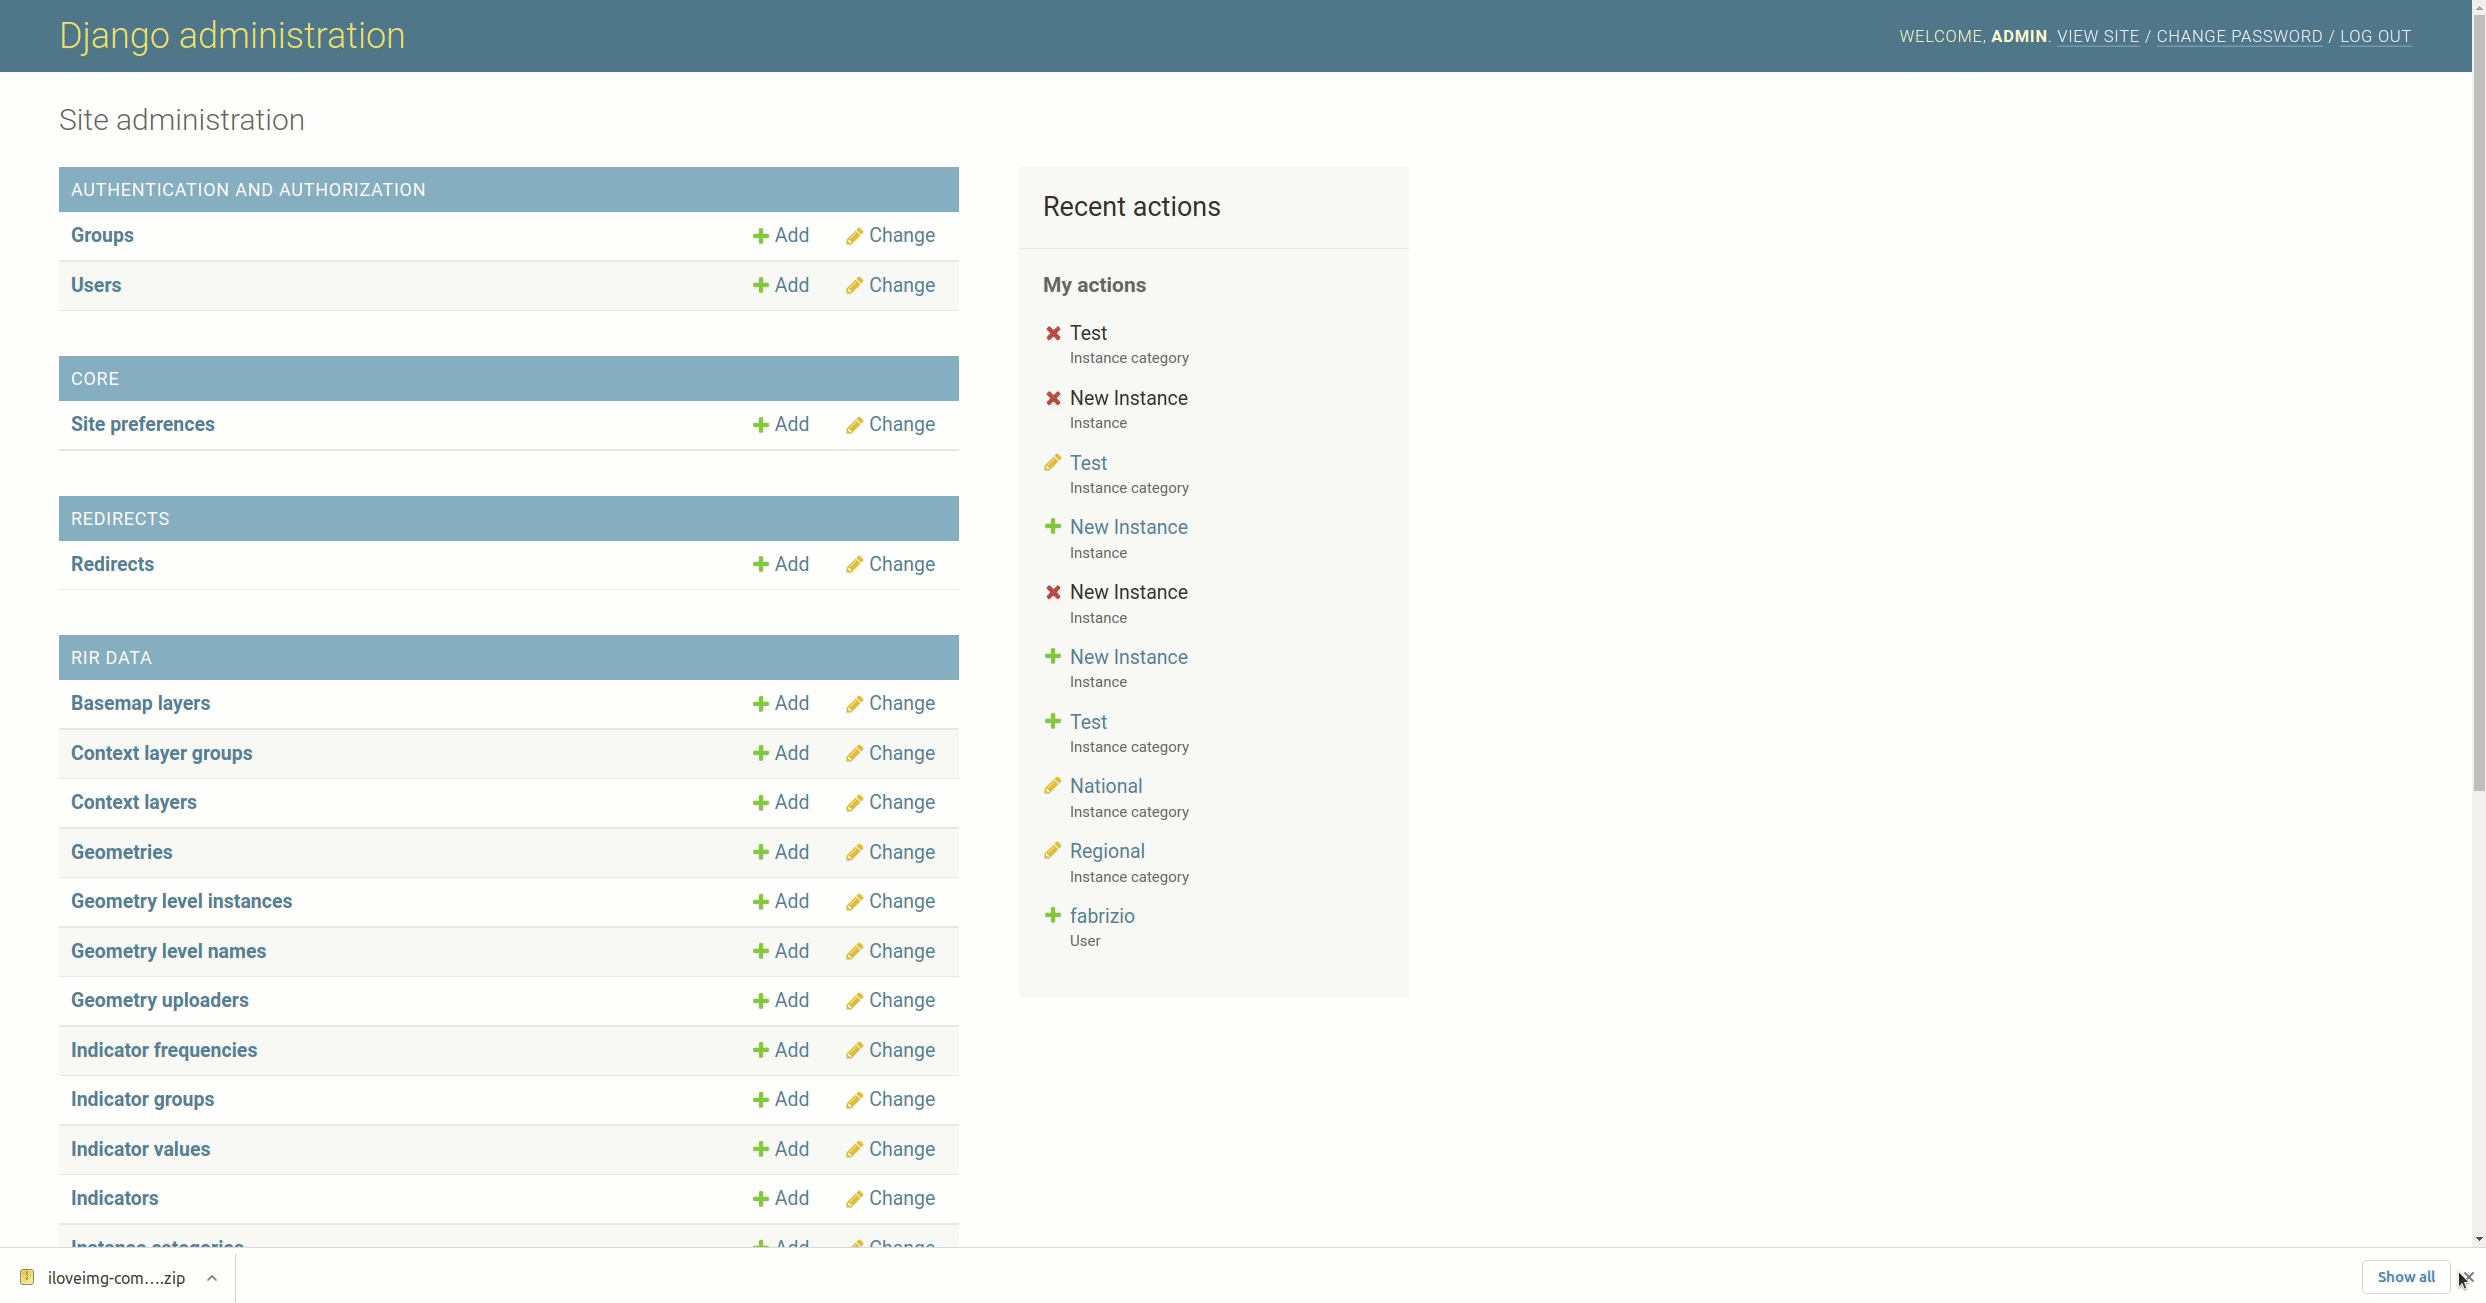 Django administration
WELCOME, ADMIN. VIEW SITE / CHANGE PASSWORD / LOG OUT
Site administration
AUTHENTICATION AND AUTHORIZATION
Groups Add Change
Users Add Change
CORE
Site preferences Add Change
REDIRECTS
Redirects Add Change
RIR DATA
Basemap layers Add Change
Context layer groups Add Change
Context layers Add Change
Geometries Add Change
Geometry level instances Add Change
Geometry level names Add Change
Geometry uploaders Add Change
Indicator frequencies Add Change
Indicator groups Add Change
Indicator values Add Change
Indicators Add Change
Instance categories Add Change
Recent actions
My actions
Test
Instance category
New Instance
Instance
Test
Instance category
New Instance
Instance
New Instance
Instance
New Instance
Instance
Test
Instance category
National
Instance category
Regional
Instance category
fabrizio
User
iloveimg-com....zip
Show all